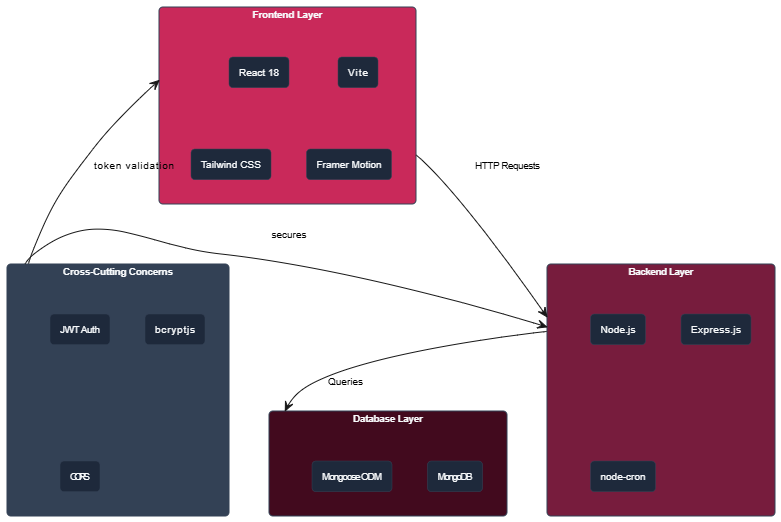 Frontend Layer
React 18
Vite
Tailwind CSS
Framer Motion
token validation
HTTP Requests
secures
Cross-Cutting Concerns
JWT Auth
bcryptjs
CORS
Backend Layer
Node.js
Express.js
node-cron
Queries
Database Layer
Mongoose ODM
MongoDB